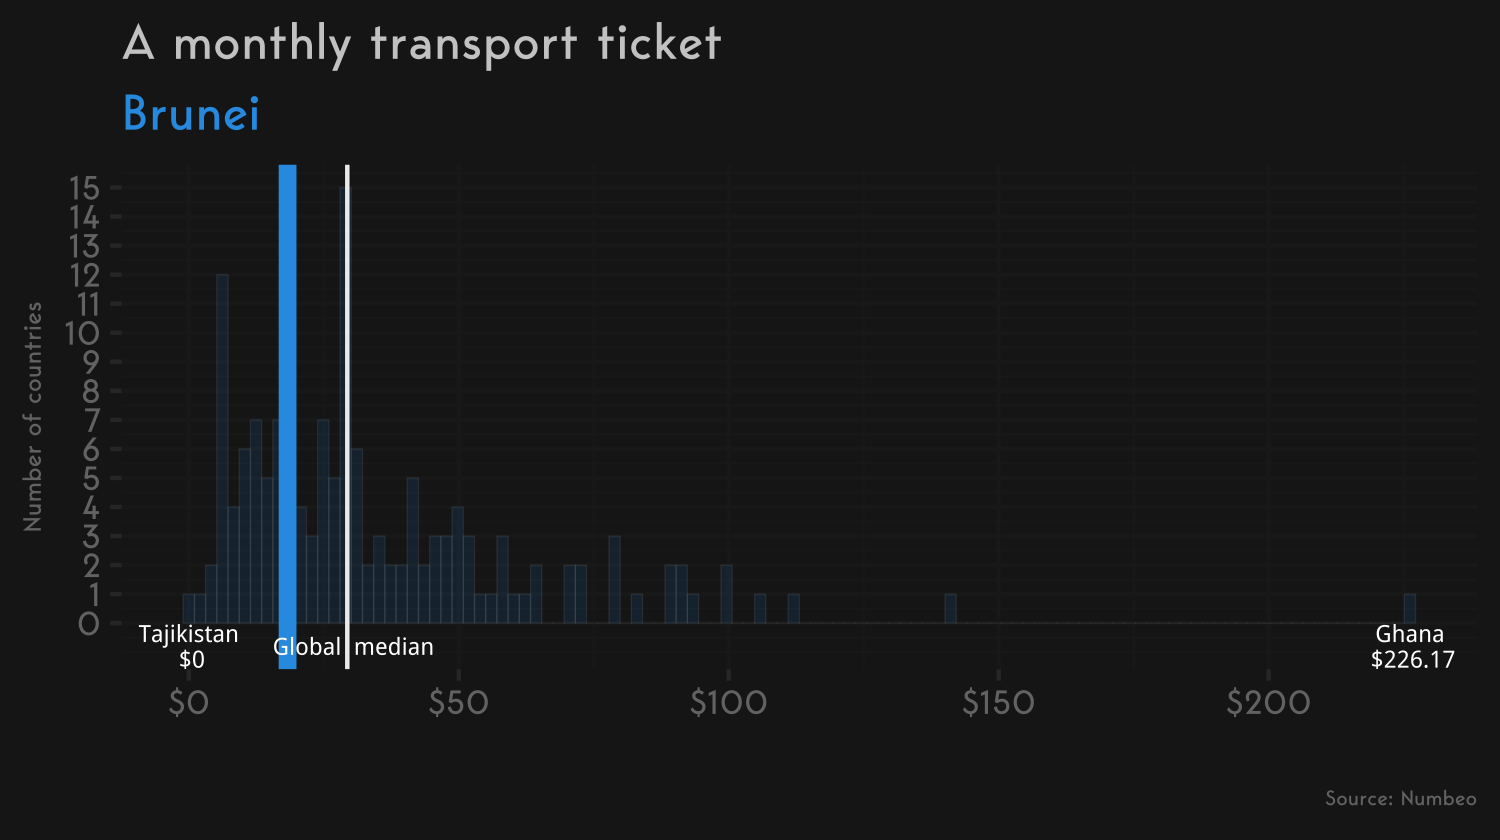 A monthly transport ticket
Brunei
Number of countries
15
14
13
12
11
10
9
8
7
6
5
4
3
2
1
0
Tajikistan
$0
Global median
Ghana
$226.17
$0 $50 $100 $150 $200
Source: Numbeo